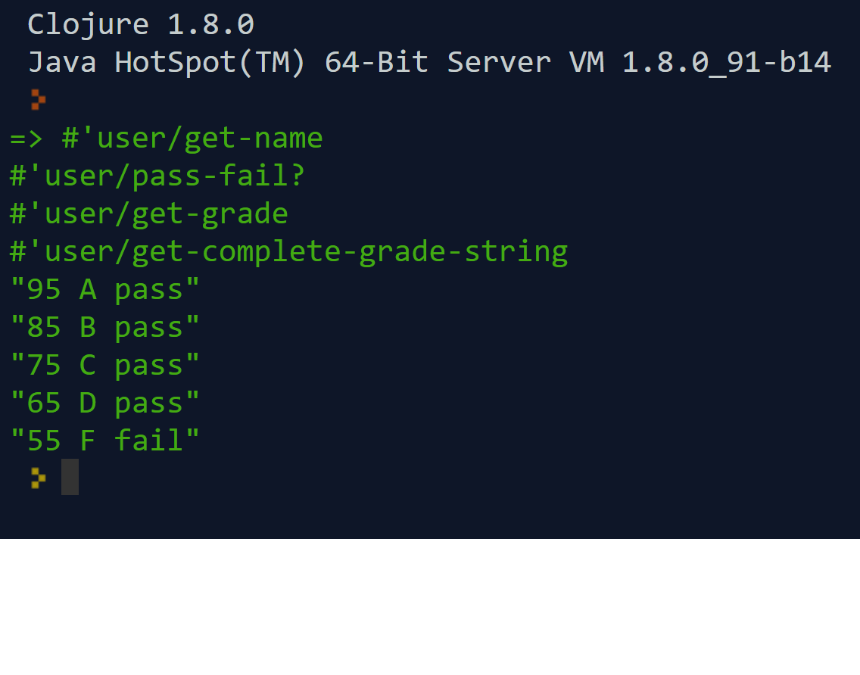 Clojure 1.8.0
Java HotSpot(TM) 64-Bit Server VM 1.8.0_91-b14
>
=> #'user/get-name
#'user/pass-fail?
#'user/get-grade
#'user/get-complete-grade-string
"95 A pass"
"85 B pass"
"75 C pass"
"65 D pass"
"55 F fail"
>